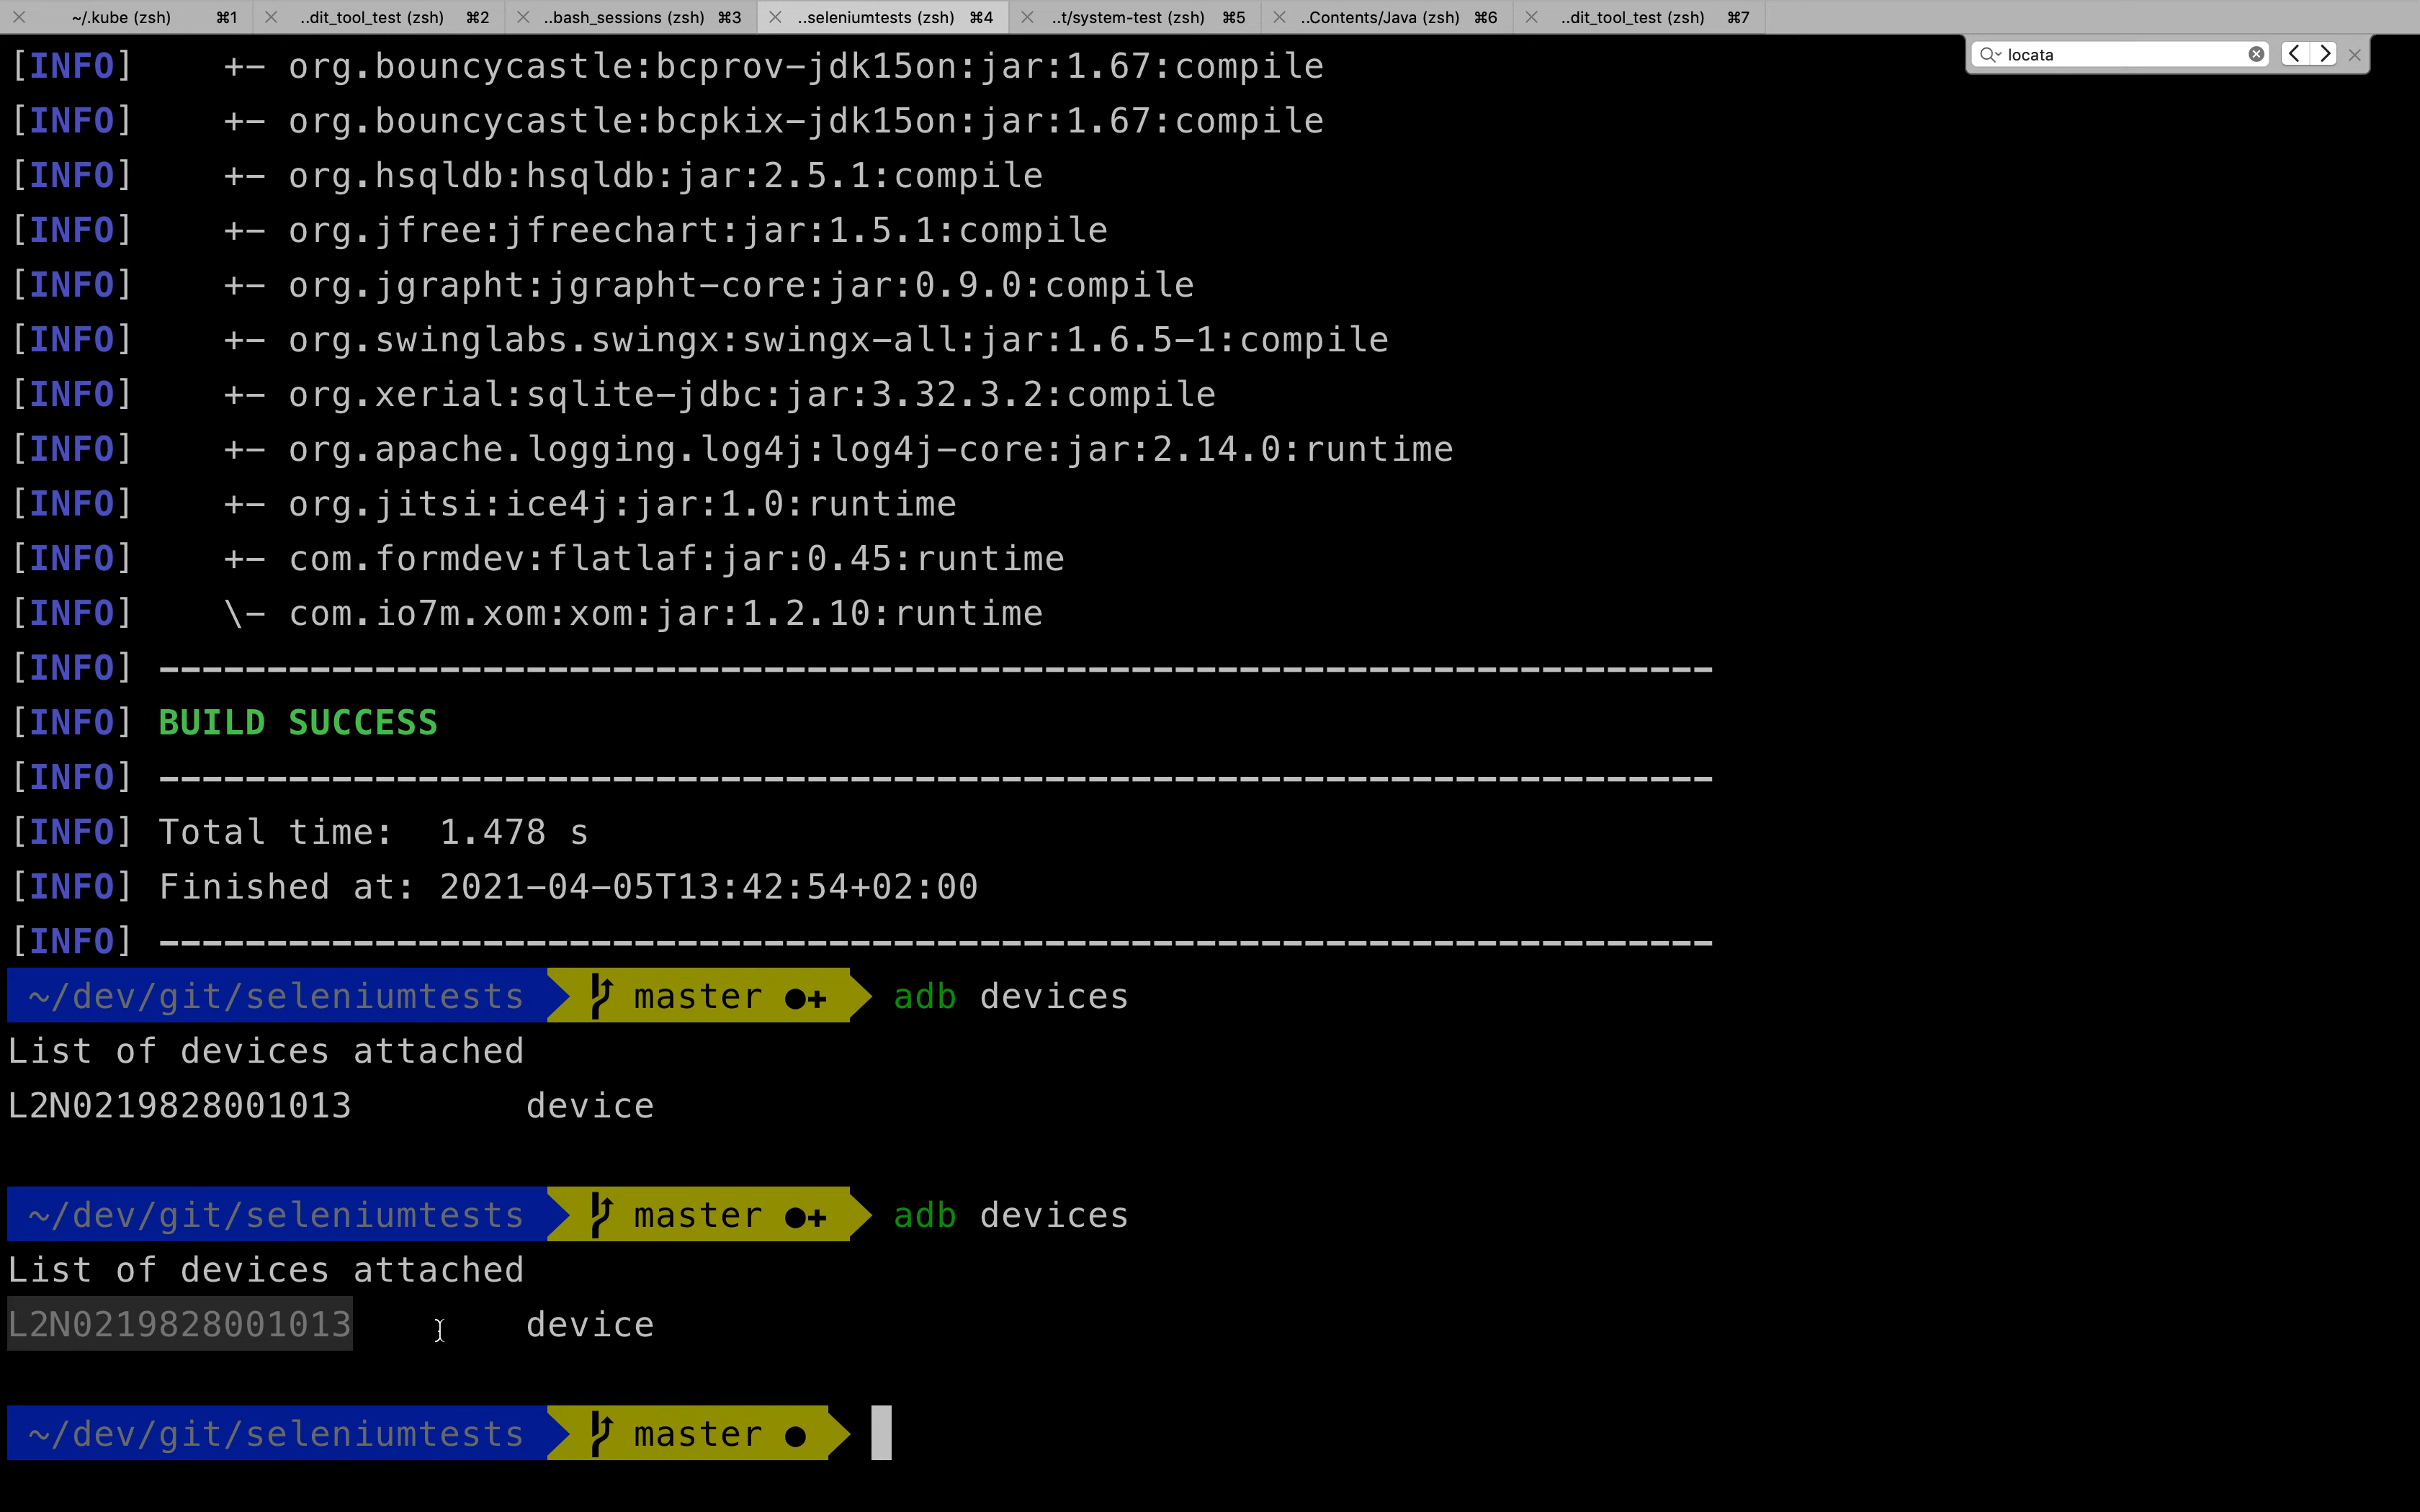 ~/.kube (zsh) ⌘1 ..dit_tool_test (zsh) ⌘2 ..bash_sessions (zsh) ⌘3 ..seleniumtests (zsh) ⌘4 ..t/system-test (zsh) ⌘5 ..Contents/Java (zsh) ⌘6 ..dit_tool_test (zsh) ⌘7
locata
[INFO]    +- org.bouncycastle:bcprov-jdk15on:jar:1.67:compile
[INFO]    +- org.bouncycastle:bcpkix-jdk15on:jar:1.67:compile
[INFO]    +- org.hsqldb:hsqldb:jar:2.5.1:compile
[INFO]    +- org.jfree:jfreechart:jar:1.5.1:compile
[INFO]    +- org.jgrapht:jgrapht-core:jar:0.9.0:compile
[INFO]    +- org.swinglabs.swingx:swingx-all:jar:1.6.5-1:compile
[INFO]    +- org.xerial:sqlite-jdbc:jar:3.32.3.2:compile
[INFO]    +- org.apache.logging.log4j:log4j-core:jar:2.14.0:runtime
[INFO]    +- org.jitsi:ice4j:jar:1.0:runtime
[INFO]    +- com.formdev:flatlaf:jar:0.45:runtime
[INFO]    \- com.io7m.xom:xom:jar:1.2.10:runtime
[INFO] ------------------------------------------------------------------------
[INFO] BUILD SUCCESS
[INFO] ------------------------------------------------------------------------
[INFO] Total time:  1.478 s
[INFO] Finished at: 2021-04-05T13:42:54+02:00
[INFO] ------------------------------------------------------------------------
~/dev/git/seleniumtests master ●+ adb devices
List of devices attached
L2N0219828001013        device
~/dev/git/seleniumtests master ●+ adb devices
List of devices attached
L2N0219828001013        device
~/dev/git/seleniumtests master ●